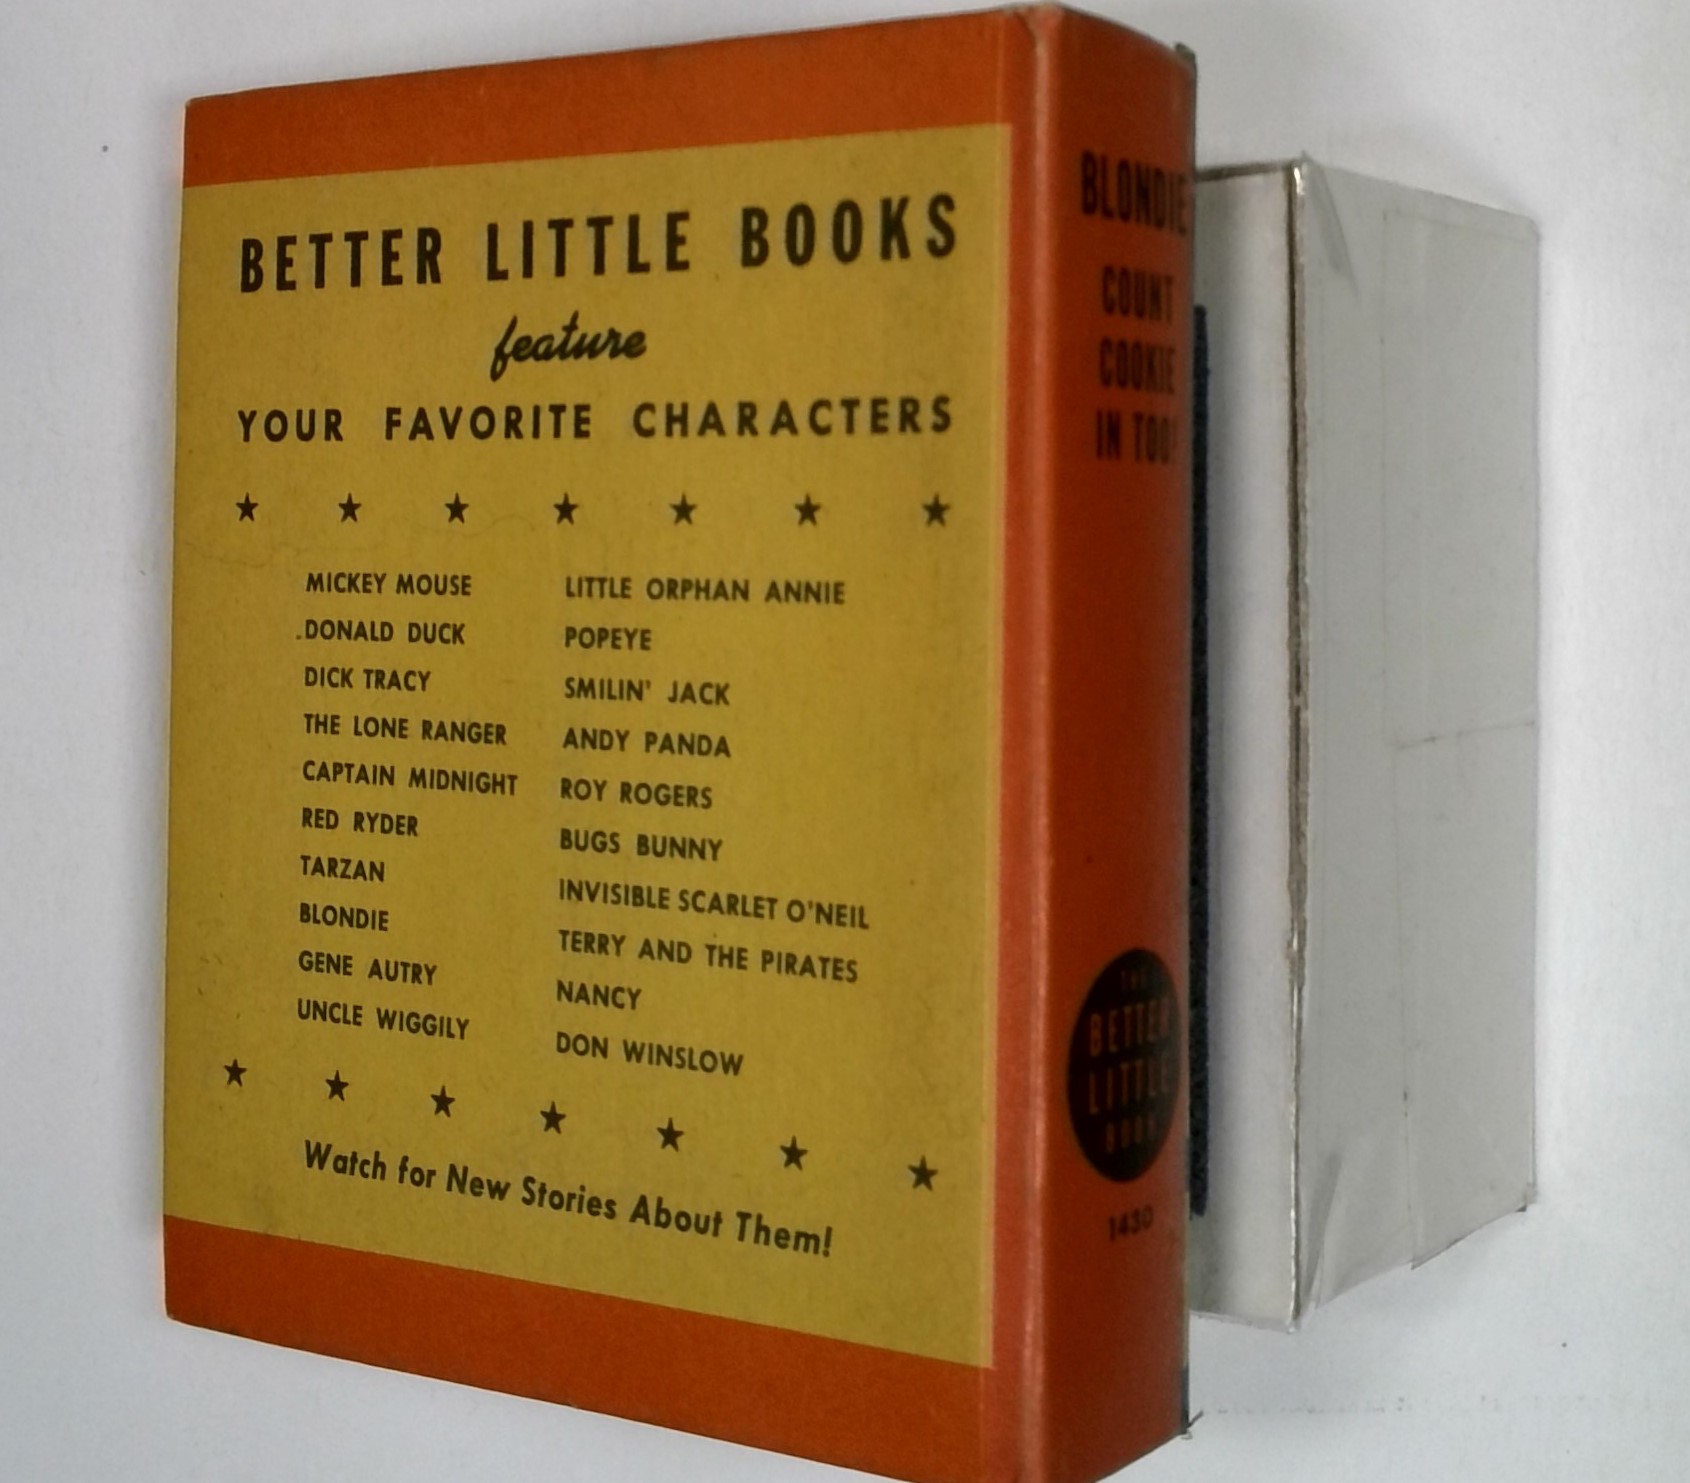 BETTER LITTLE BOOKS
feature
YOUR FAVORITE CHARACTERS
MICKEY MOUSE
DONALD DUCK
DICK TRACY
THE LONE RANGER
CAPTAIN MIDNIGHT
RED RYDER
TARZAN
BLONDIE
GENE AUTRY
UNCLE WIGGILY
LITTLE ORPHAN ANNIE
POPEYE
SMILIN' JACK
ANDY PANDA
ROY ROGERS
BUGS BUNNY
INVISIBLE SCARLET O'NEIL
TERRY AND THE PIRATES
NANCY
DON WINSLOW
Watch for New Stories About Them!
BLONDIE
COUNT
COOKIE
IN TOO!
THE
BETTER
LITTLE
BOOK
1430